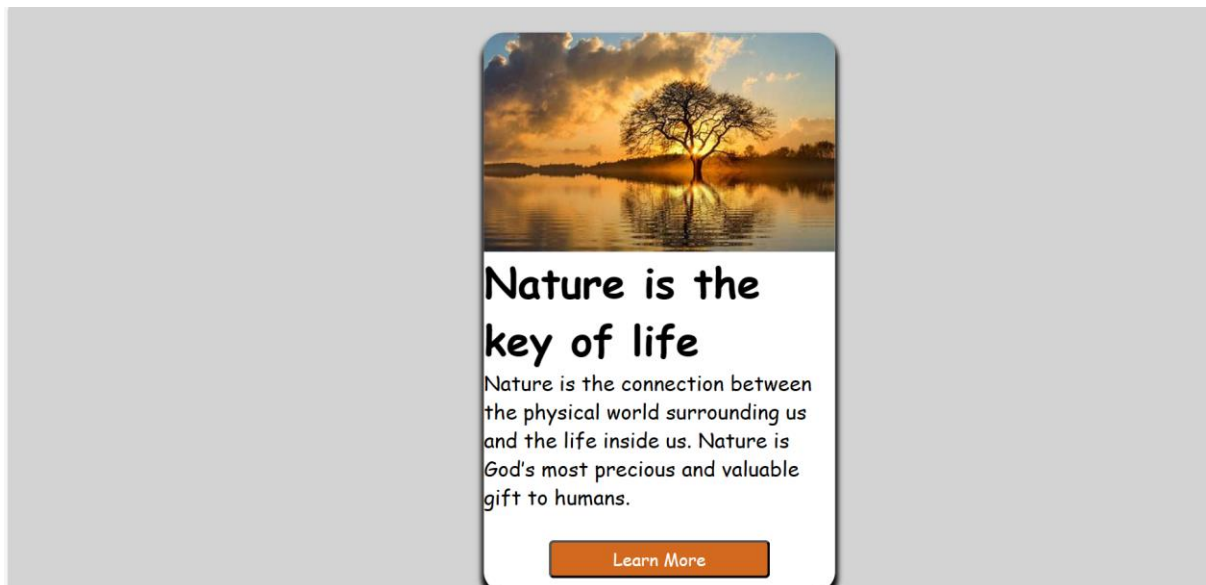 Nature is the
key of life
Nature is the connection between
the physical world surrounding us
and the life inside us. Nature is
God's most precious and valuable
gift to humans.
Learn More